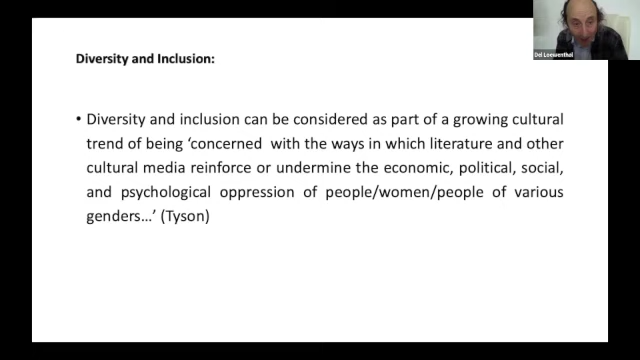 Del Loewenthal
Diversity and Inclusion:
• Diversity and inclusion can be considered as part of a growing cultural
trend of being ‘concerned with the ways in which literature and other
cultural media reinforce or undermine the economic, political, social,
and psychological oppression of people/women/people of various
genders…’ (Tyson)